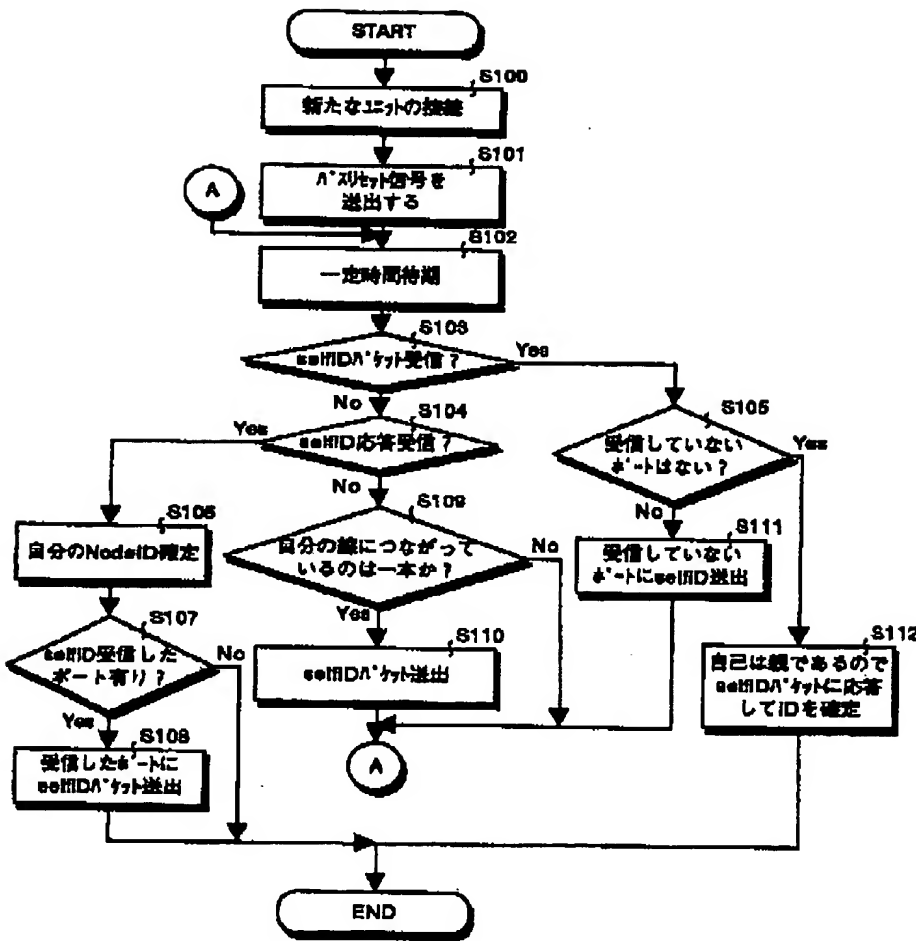 START
S100
新たなユニットの接続
S101
バスリセット信号を
送出する
A
S102
一定時間待期
S103
selfIDパケット受信？
Yes
No
S104
Yes
selfID応答受信？
No
S105
受信していない
ポートはない？
Yes
No
S106
自分のNodeID確定
S109
自分の線につながって
いるのは一本か？
No
Yes
S111
受信していない
ポートにselfID送出
S107
selfID受信した
ポート有り？
No
Yes
S110
selfIDパケット送出
S112
自己は親であるので
selfIDパケットに応答
してIDを確定
S108
受信したポートに
selfIDパケット送出
A
END